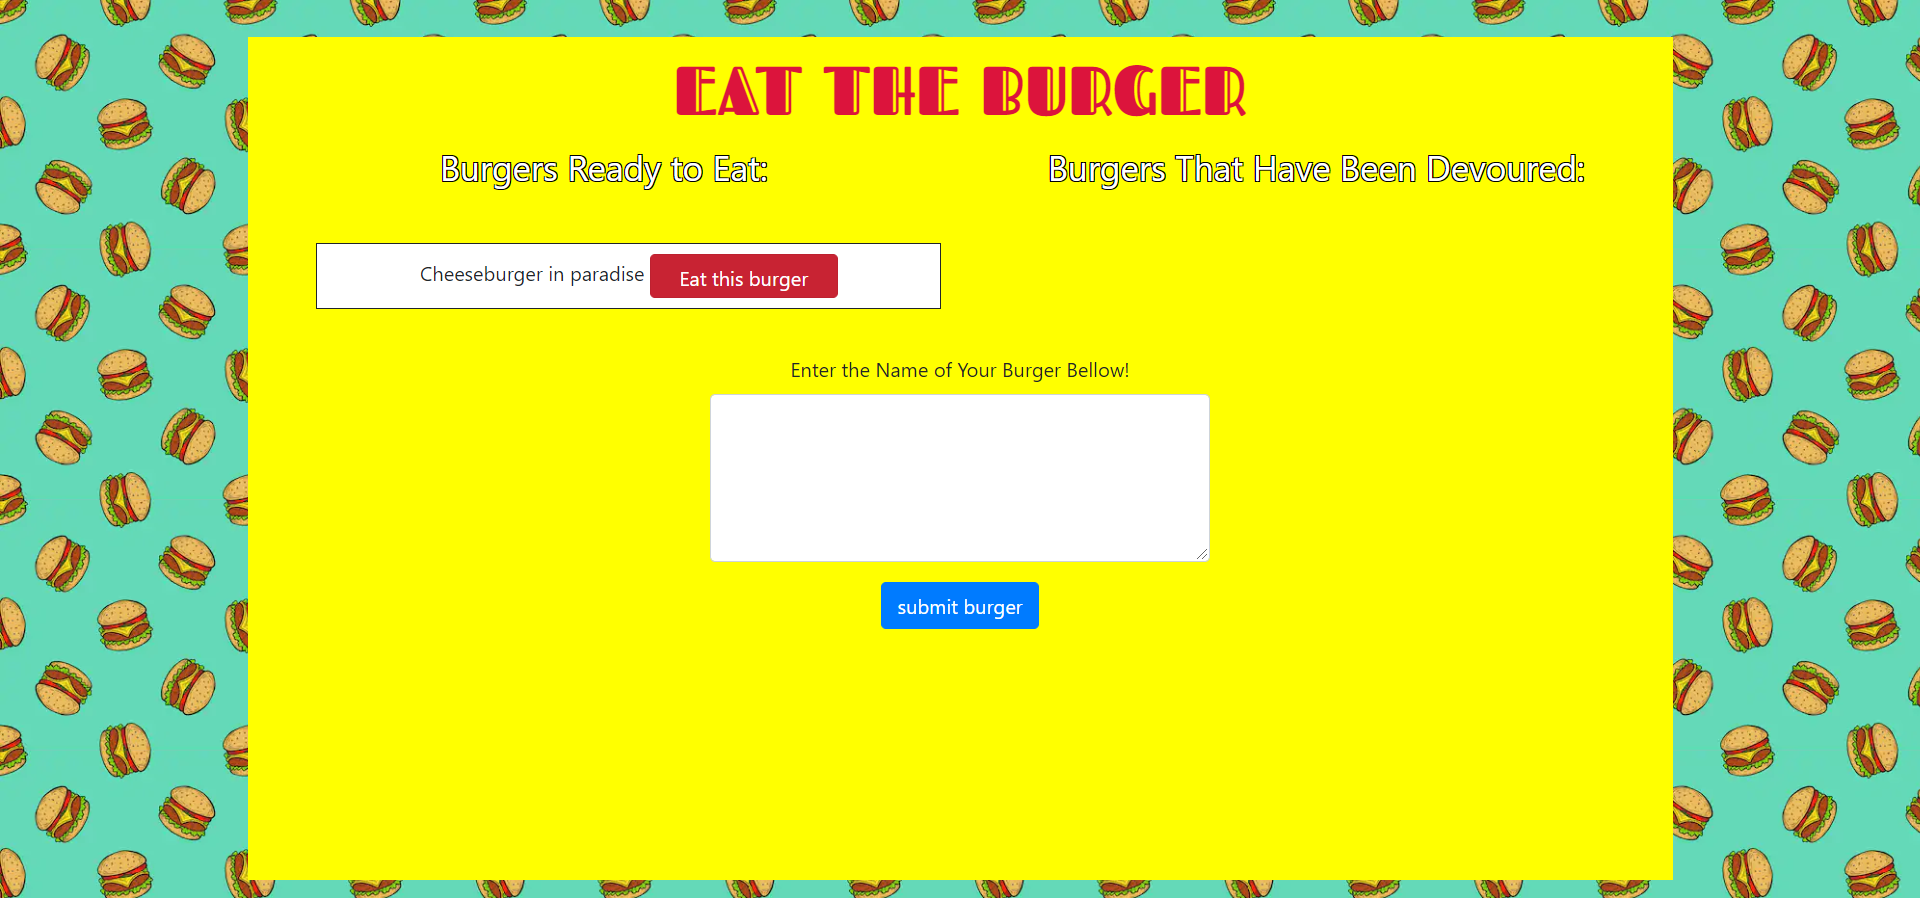 EAT THE BURGER
Burgers Ready to Eat:
Burgers That Have Been Devoured:
Cheeseburger in paradise Eat this burger
Enter the Name of Your Burger Bellow!
submit burger